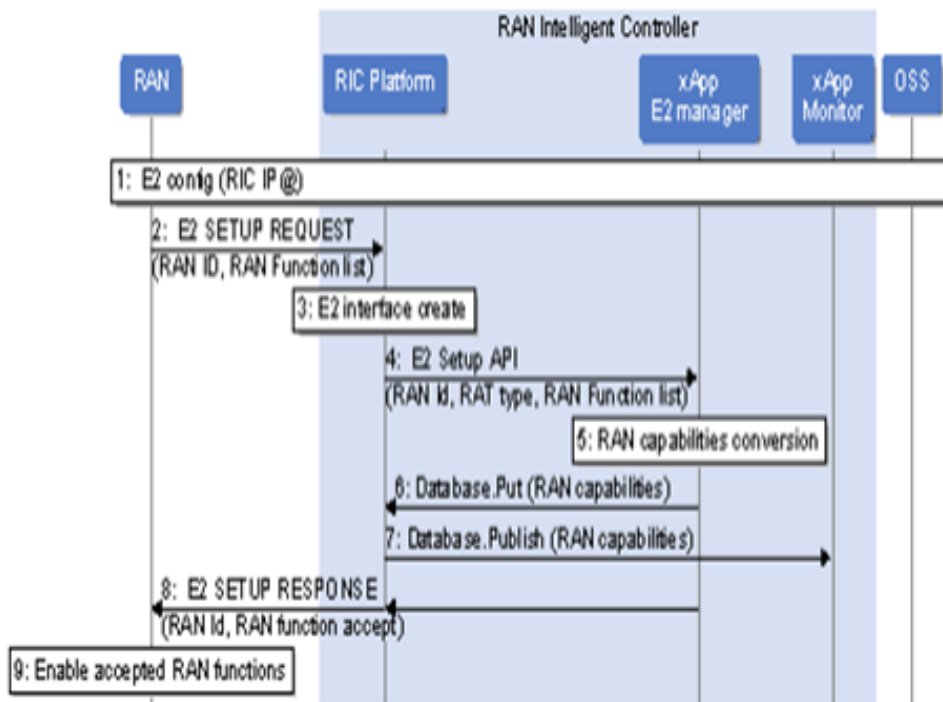 RAN Intelligent Controller
RAN
RIC Platform
xApp
E2 manager
xApp
Monitor
OSS
1: E2 config (RIC IP@)
2: E2 SETUP REQUEST
(RAN ID, RAN Function list)
3: E2 interface create
4: E2 Setup API
(RAN Id, RAT type, RAN Function list)
5: RAN capabilities conversion
6: Database.Put (RAN capabilities)
7: Database.Publish (RAN capabilities)
8: E2 SETUP RESPONSE
(RAN Id, RAN function accept)
9: Enable accepted RAN functions